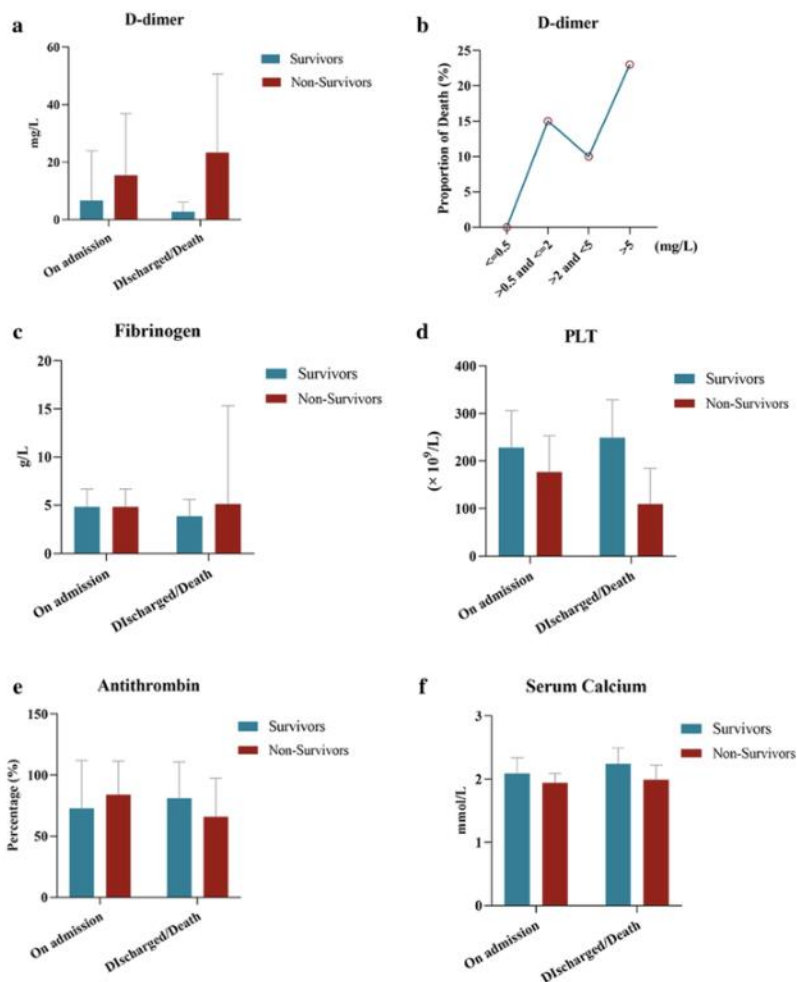 a
D-dimer
60
40
20
0
mg/L
Survivors
Non-Survivors
On admission
DIscharged/Death
b
D-dimer
25
20
15
10
5
0
Proportion of Death (%)
<=0.5
>0.5 and <=2
>2 and <5
>5
(mg/L)
c
Fibrinogen
20
15
10
5
0
g/L
Survivors
Non-Survivors
On admission
DIscharged/Death
d
PLT
400
300
200
100
0
(× 10⁹/L)
Survivors
Non-Survivors
On admission
DIscharged/Death
e
Antithrombin
150
100
50
0
Percentage (%)
Survivors
Non-Survivors
On admission
DIscharged/Death
f
Serum Calcium
3
2
1
0
mmol/L
Survivors
Non-Survivors
On admission
DIscharged/Death